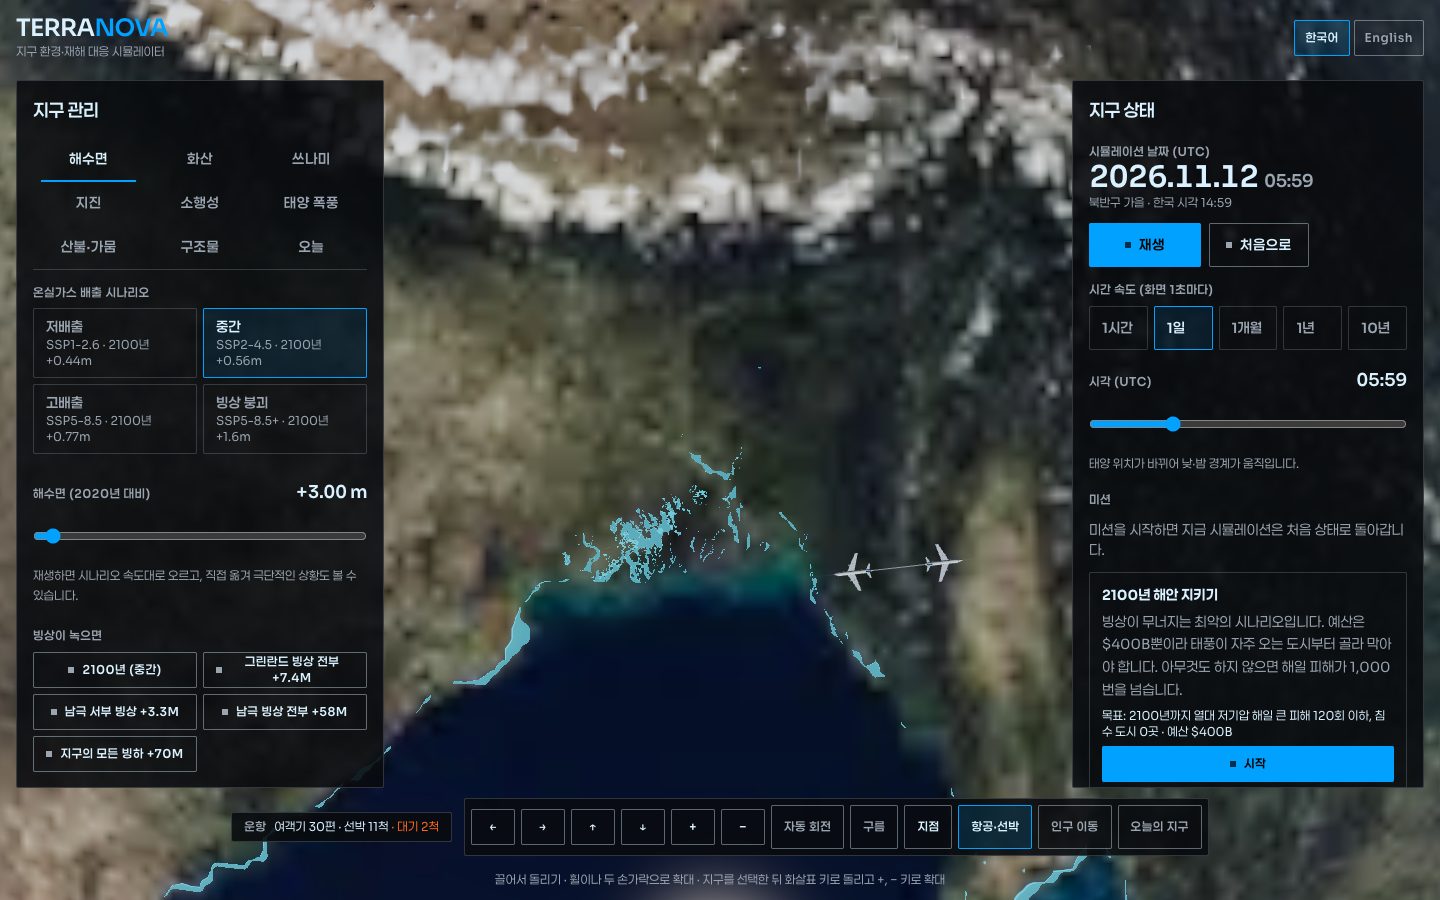 TERRANOVA
지구 환경·재해 대응 시뮬레이터
한국어
English
지구 관리
해수면
화산
쓰나미
지진
소행성
태양 폭풍
산불·가뭄
구조물
오늘
온실가스 배출 시나리오
저배출
SSP1-2.6 · 2100년
+0.44m
중간
SSP2-4.5 · 2100년
+0.56m
고배출
SSP5-8.5 · 2100년
+0.77m
빙상 붕괴
SSP5-8.5+ · 2100년
+1.6m
해수면 (2020년 대비)
+3.00 m
재생하면 시나리오 속도대로 오르고, 직접 옮겨 극단적인 상황도 볼 수
있습니다.
빙상이 녹으면
2100년 (중간)
그린란드 빙상 전부
+7.4M
남극 서부 빙상 +3.3M
남극 빙상 전부 +58M
지구의 모든 빙하 +70M
지구 상태
시뮬레이션 날짜 (UTC)
2026.11.12 05:59
북반구 가을 · 한국 시각 14:59
재생
처음으로
시간 속도 (화면 1초마다)
1시간
1일
1개월
1년
10년
시각 (UTC)
05:59
태양 위치가 바뀌어 낮·밤 경계가 움직입니다.
미션
미션을 시작하면 지금 시뮬레이션은 처음 상태로 돌아갑니
다.
2100년 해안 지키기
빙상이 무너지는 최악의 시나리오입니다. 예산은
$400B뿐이라 태풍이 자주 오는 도시부터 골라 막아
야 합니다. 아무것도 하지 않으면 해일 피해가 1,000
번을 넘습니다.
목표: 2100년까지 열대 저기압 해일 큰 피해 120회 이하, 침
수 도시 0곳 · 예산 $400B
시작
운항 여객기 30편 · 선박 11척 · 대기 2척
←
→
↑
↓
+
−
자동 회전
구름
지점
항공·선박
인구 이동
오늘의 지구
끌어서 돌리기 · 휠이나 두 손가락으로 확대 · 지구를 선택한 뒤 화살표 키로 돌리고 +, − 키로 확대